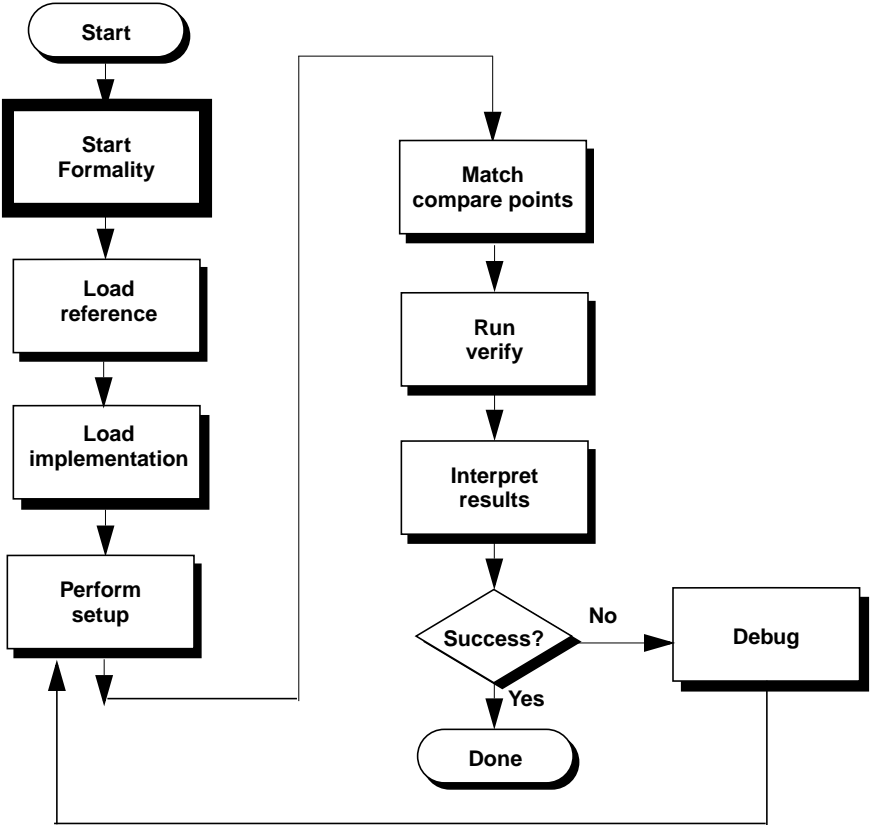 Start
Start
Formality
Load
reference
Load
implementation
Perform
setup
Match
compare points
Run
verify
Interpret
results
Success?
No
Debug
Yes
Done